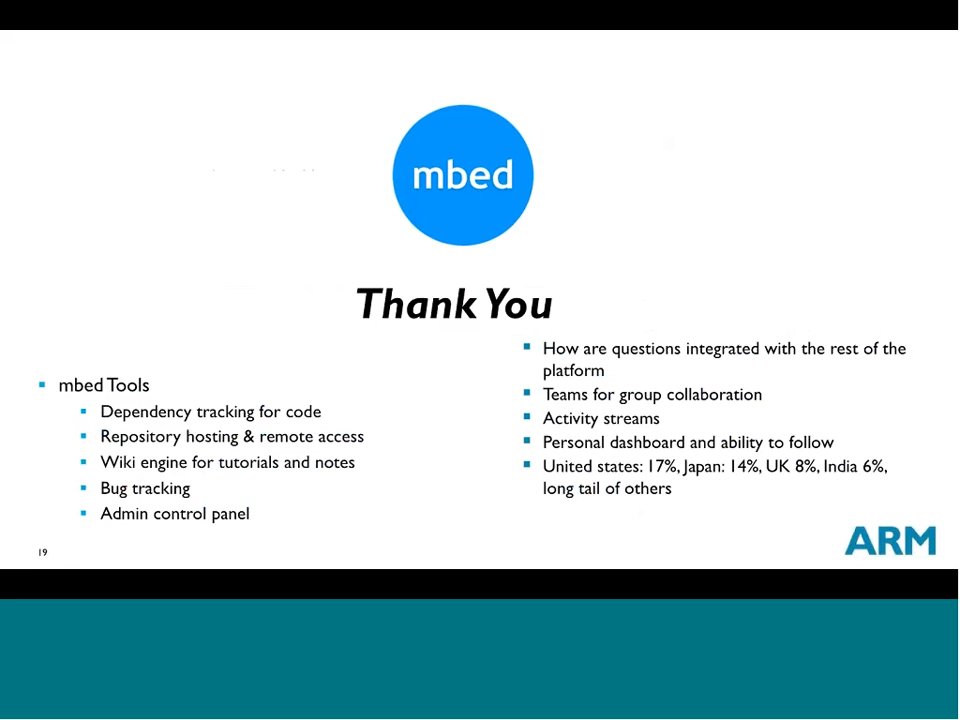 mbed
Thank You
mbed Tools
Dependency tracking for code
Repository hosting & remote access
Wiki engine for tutorials and notes
Bug tracking
Admin control panel
How are questions integrated with the rest of the
platform
Teams for group collaboration
Activity streams
Personal dashboard and ability to follow
United states: 17%, Japan: 14%, UK 8%, India 6%,
long tail of others
19
ARM